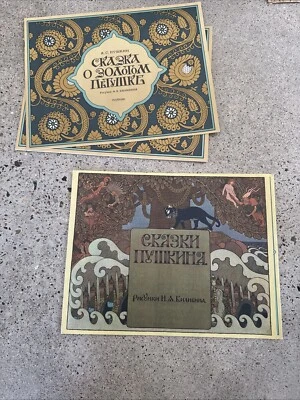 А. С. ПУШКИН
СКАЗКА
О ЗОЛОТОМ
ПЕТУШКЕ
СКАЗКИ
ПУШКИНА
Рисунки И. Я. Билибина